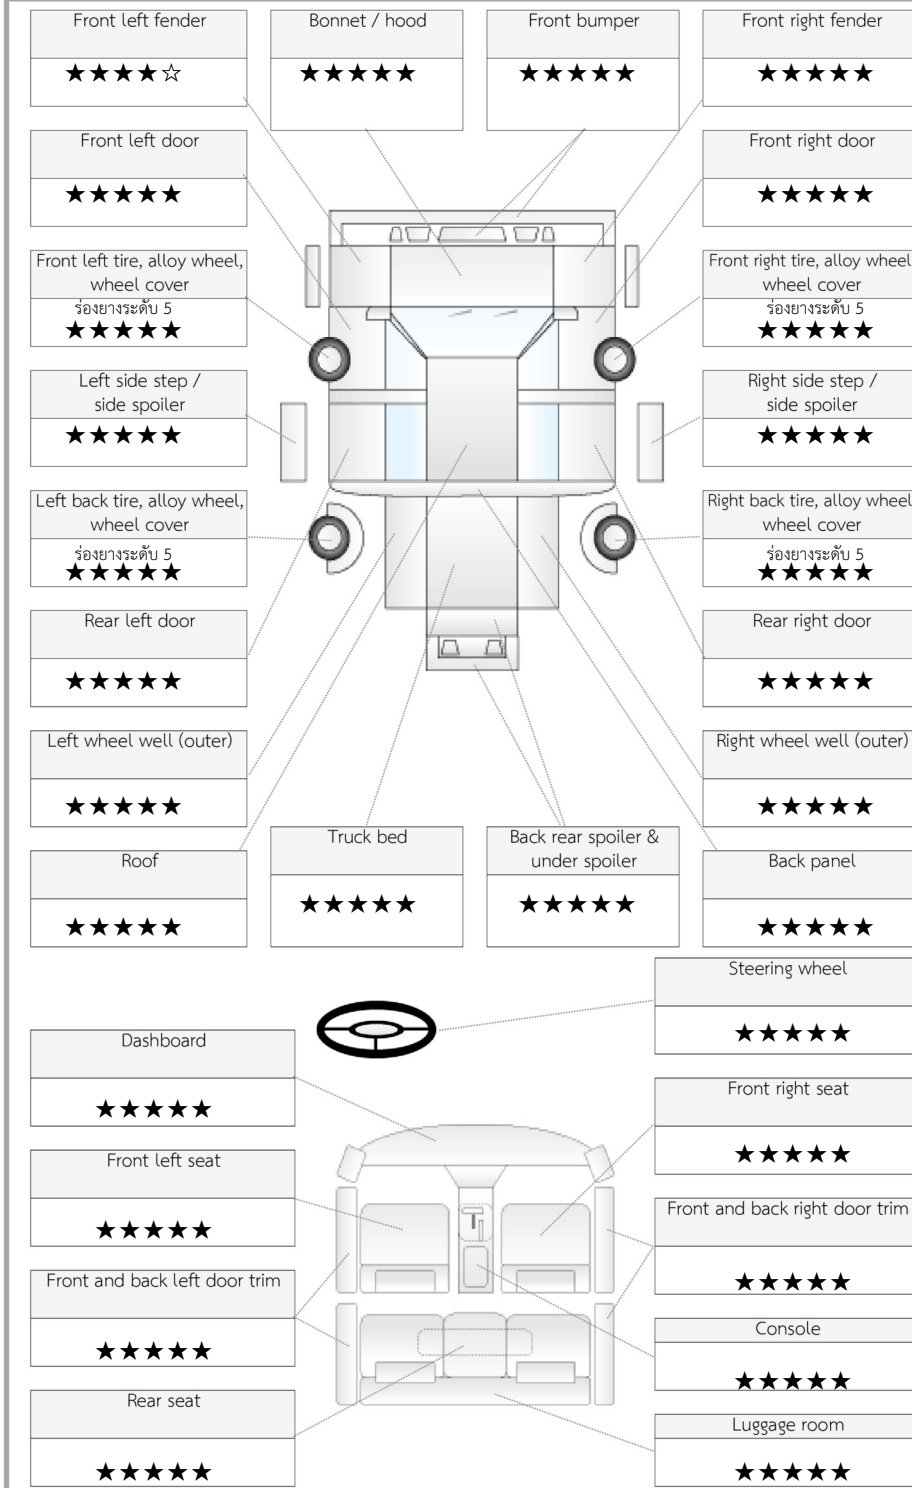 Front left fender
★★★★☆
Bonnet / hood
★★★★★
Front bumper
★★★★★
Front right fender
★★★★★
Front left door
★★★★★
Front right door
★★★★★
Front left tire, alloy wheel,
wheel cover
ร่องยางระดับ 5
★★★★★
Front right tire, alloy wheel
wheel cover
ร่องยางระดับ 5
★★★★★
Left side step /
side spoiler
★★★★★
Right side step /
side spoiler
★★★★★
Left back tire, alloy wheel,
wheel cover
ร่องยางระดับ 5
★★★★★
Right back tire, alloy wheel
wheel cover
ร่องยางระดับ 5
★★★★★
Rear left door
★★★★★
Rear right door
★★★★★
Left wheel well (outer)
★★★★★
Right wheel well (outer)
★★★★★
Roof
★★★★★
Truck bed
★★★★★
Back rear spoiler &
under spoiler
★★★★★
Back panel
★★★★★
Steering wheel
★★★★★
Dashboard
★★★★★
Front right seat
★★★★★
Front left seat
★★★★★
Front and back right door trim
★★★★★
Front and back left door trim
★★★★★
Console
★★★★★
Rear seat
★★★★★
Luggage room
★★★★★